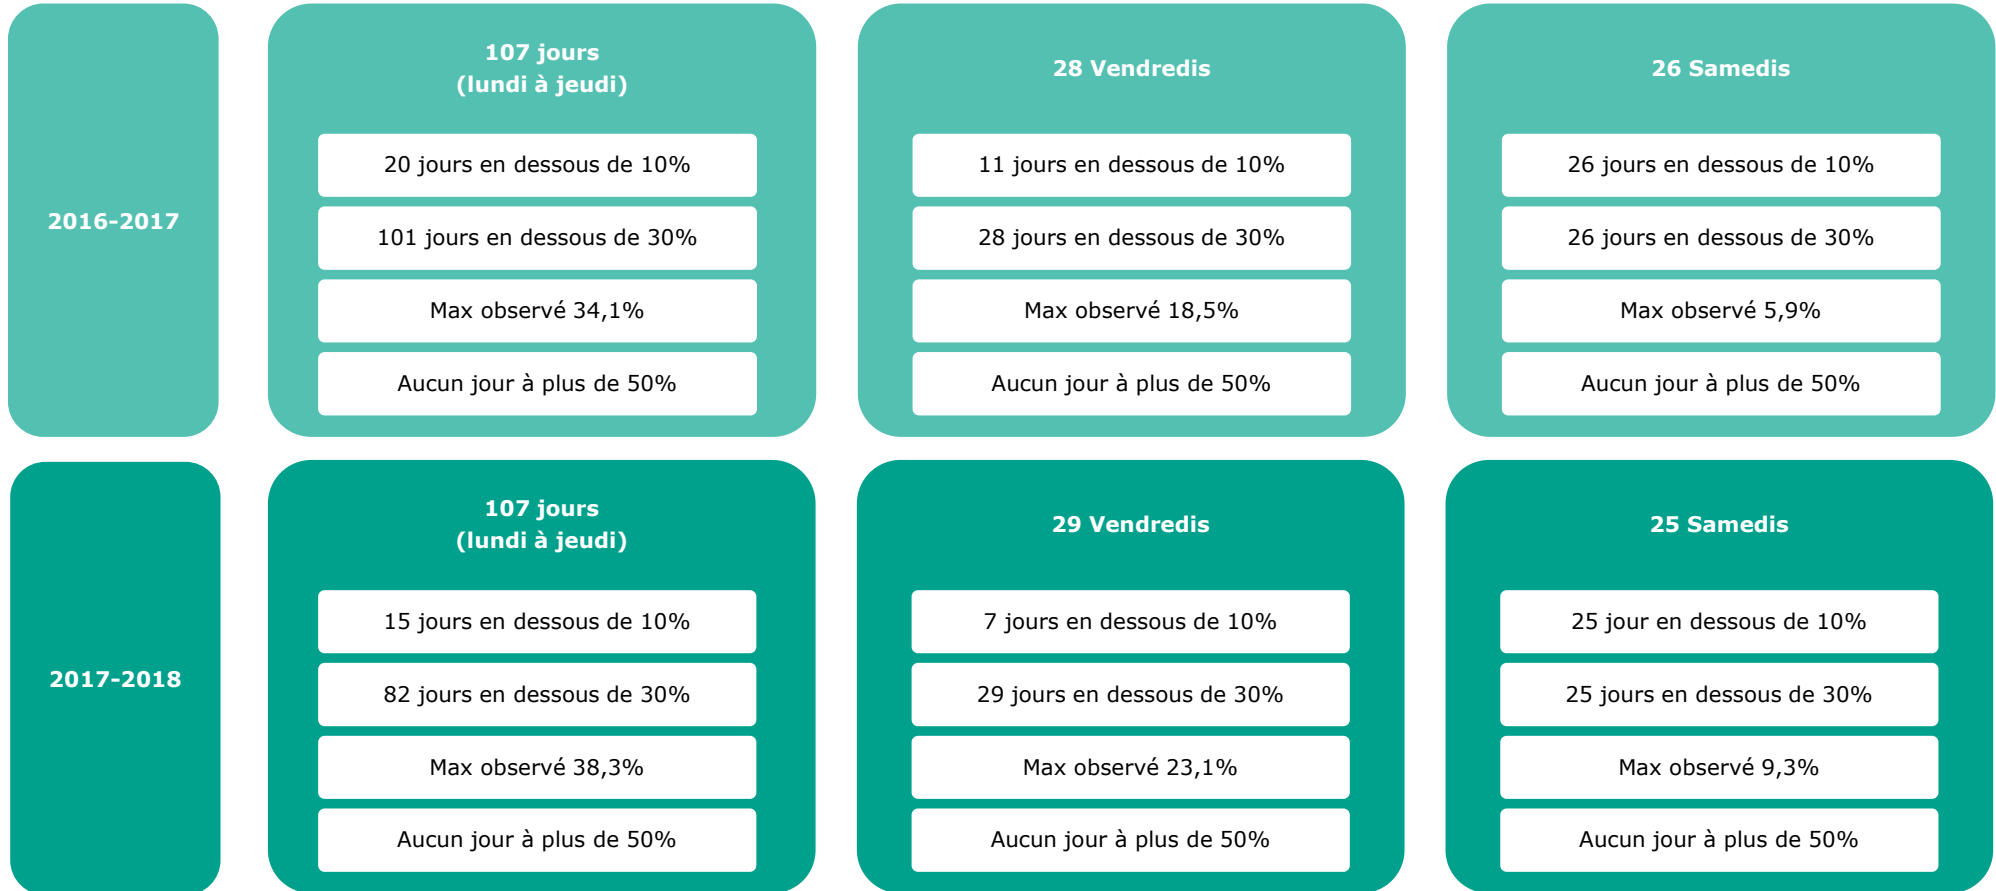 2016-2017
107 jours
(lundi à jeudi)
20 jours en dessous de 10%
101 jours en dessous de 30%
Max observé 34,1%
Aucun jour à plus de 50%
28 Vendredis
11 jours en dessous de 10%
28 jours en dessous de 30%
Max observé 18,5%
Aucun jour à plus de 50%
26 Samedis
26 jours en dessous de 10%
26 jours en dessous de 30%
Max observé 5,9%
Aucun jour à plus de 50%
2017-2018
107 jours
(lundi à jeudi)
15 jours en dessous de 10%
82 jours en dessous de 30%
Max observé 38,3%
Aucun jour à plus de 50%
29 Vendredis
7 jours en dessous de 10%
29 jours en dessous de 30%
Max observé 23,1%
Aucun jour à plus de 50%
25 Samedis
25 jour en dessous de 10%
25 jours en dessous de 30%
Max observé 9,3%
Aucun jour à plus de 50%